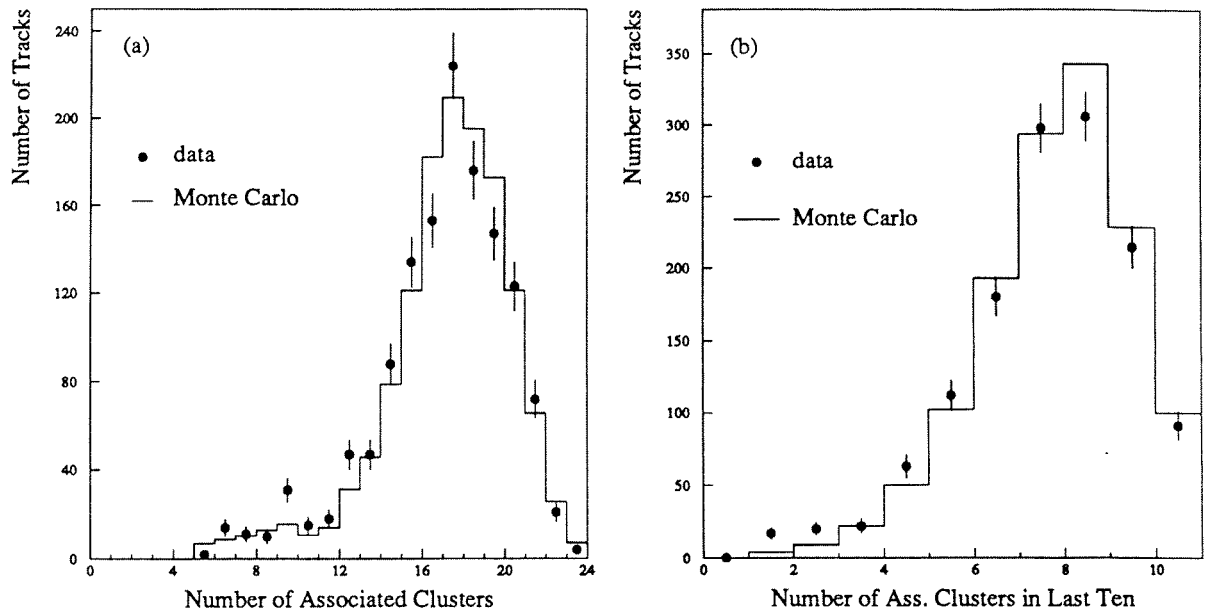 (a)
Number of Tracks
240
200
160
120
80
40
0
data
Monte Carlo
0 4 8 12 16 20 24
Number of Associated Clusters
(b)
Number of Tracks
350
300
250
200
150
100
50
0
data
Monte Carlo
0 2 4 6 8 10
Number of Ass. Clusters in Last Ten